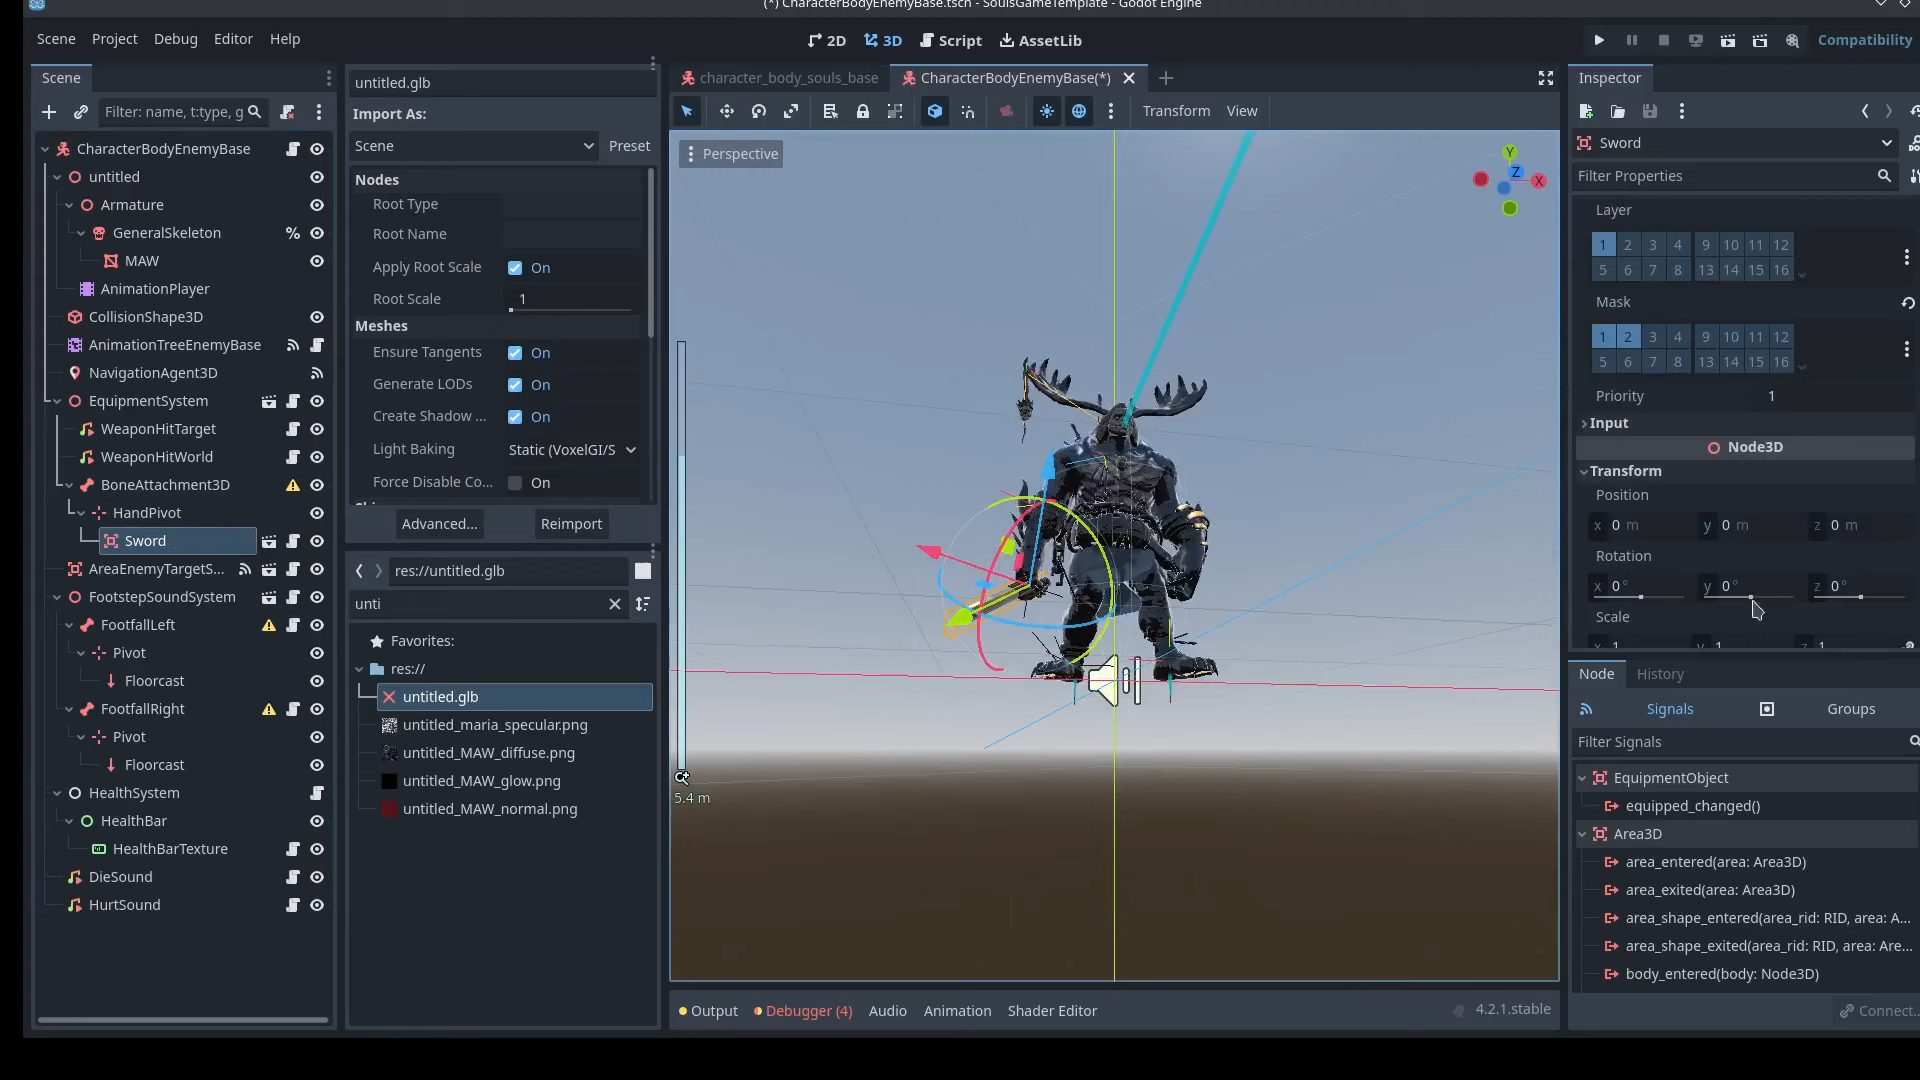 (*) CharacterBodyEnemyBase.tscn - SoulsGameTemplate - Godot Engine
Scene Project Debug Editor Help
2D 3D Script AssetLib
Compatibility
Scene
Filter: name, t:type, g
CharacterBodyEnemyBase
untitled
Armature
GeneralSkeleton
MAW
AnimationPlayer
CollisionShape3D
AnimationTreeEnemyBase
NavigationAgent3D
EquipmentSystem
WeaponHitTarget
WeaponHitWorld
BoneAttachment3D
HandPivot
Sword
AreaEnemyTargetS...
FootstepSoundSystem
FootfallLeft
Pivot
Floorcast
FootfallRight
Pivot
Floorcast
HealthSystem
HealthBar
HealthBarTexture
DieSound
HurtSound
untitled.glb
Import As:
Scene Preset
Nodes
Root Type
Root Name
Apply Root Scale On
Root Scale 1
Meshes
Ensure Tangents On
Generate LODs On
Create Shadow ... On
Light Baking Static (VoxelGI/S
Force Disable Co... On
Advanced... Reimport
res://untitled.glb
unti
Favorites:
res://
untitled.glb
untitled_maria_specular.png
untitled_MAW_diffuse.png
untitled_MAW_glow.png
untitled_MAW_normal.png
character_body_souls_base CharacterBodyEnemyBase(*)
Transform View
Perspective
Y
Z
X
5.4 m
Output Debugger (4) Audio Animation Shader Editor
4.2.1.stable
Inspector
Sword
Filter Properties
Layer
1 2 3 4 9 10 11 12
5 6 7 8 13 14 15 16
Mask
1 2 3 4 9 10 11 12
5 6 7 8 13 14 15 16
Priority 1
Input
Node3D
Transform
Position
x 0 m y 0 m z 0 m
Rotation
x 0° y 0° z 0°
Scale
x 1 y 1 z 1
Node History
Signals Groups
Filter Signals
EquipmentObject
equipped_changed()
Area3D
area_entered(area: Area3D)
area_exited(area: Area3D)
area_shape_entered(area_rid: RID, area: A...
area_shape_exited(area_rid: RID, area: Are...
body_entered(body: Node3D)
Connect..